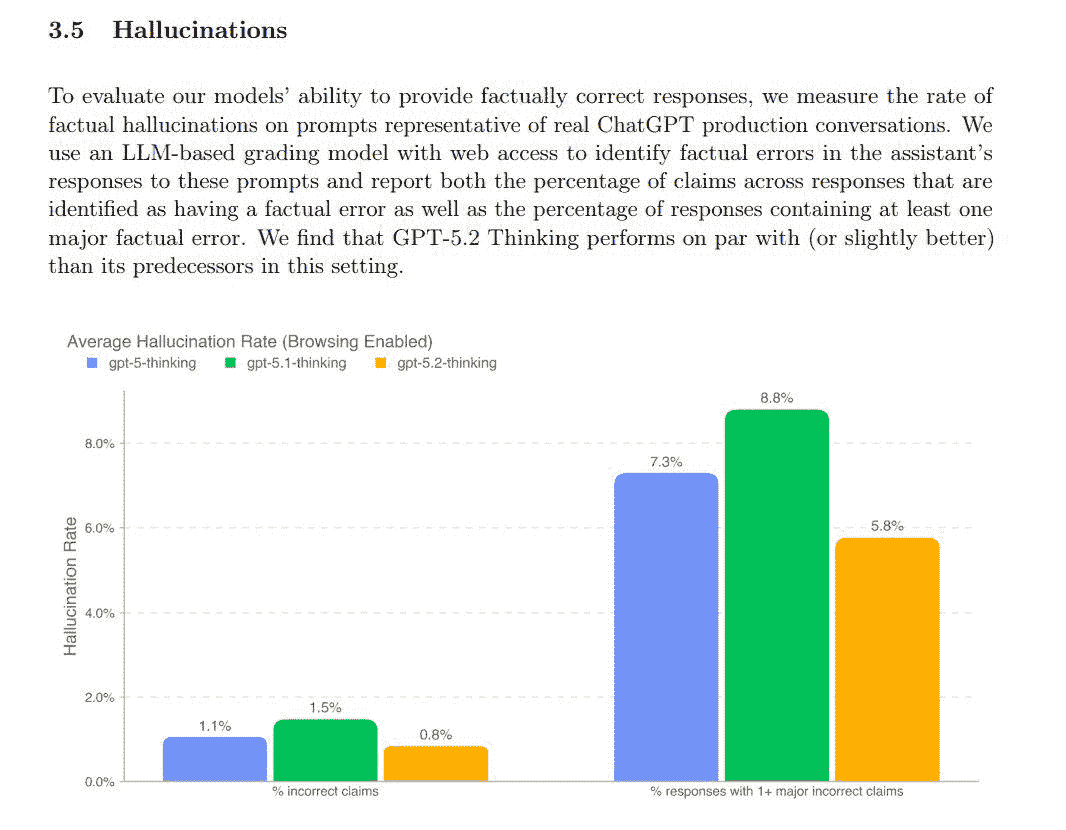 3.5 Hallucinations
To evaluate our models’ ability to provide factually correct responses, we measure the rate of
factual hallucinations on prompts representative of real ChatGPT production conversations. We
use an LLM-based grading model with web access to identify factual errors in the assistant’s
responses to these prompts and report both the percentage of claims across responses that are
identified as having a factual error as well as the percentage of responses containing at least one
major factual error. We find that GPT-5.2 Thinking performs on par with (or slightly better)
than its predecessors in this setting.
Average Hallucination Rate (Browsing Enabled)
gpt-5-thinking gpt-5.1-thinking gpt-5.2-thinking
Hallucination Rate
8.0%
6.0%
4.0%
2.0%
0.0%
1.1%
1.5%
0.8%
7.3%
8.8%
5.8%
% incorrect claims
% responses with 1+ major incorrect claims